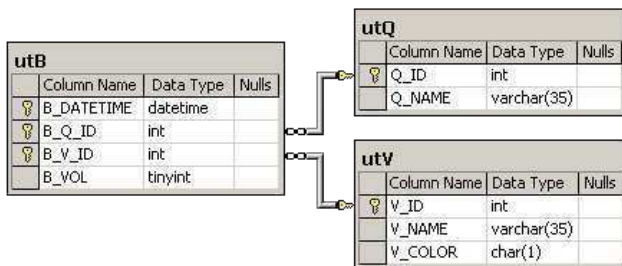 utB
Column Name Data Type Nulls
B_DATETIME datetime
B_Q_ID int
B_V_ID int
B_VOL tinyint
utQ
Column Name Data Type Nulls
Q_ID int
Q_NAME varchar(35)
utV
Column Name Data Type Nulls
V_ID int
V_NAME varchar(35)
V_COLOR char(1)